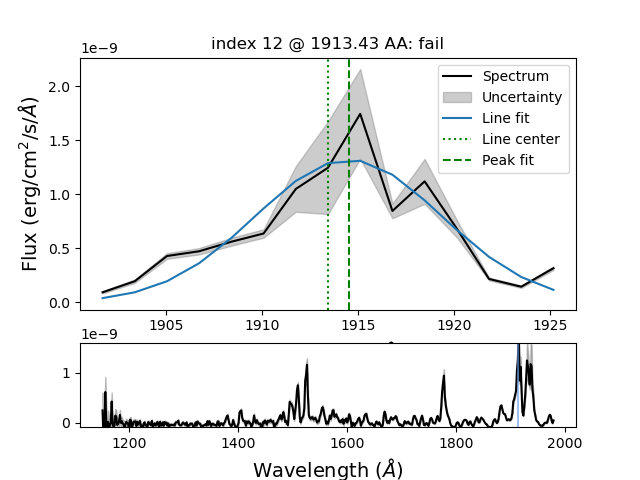 index 12 @ 1913.43 AA: fail
1e−9
Spectrum
Uncertainty
Line fit
Line center
Peak fit
Flux (erg/cm²/s/Å)
2.0
1.5
1.0
0.5
0.0
1905 1910 1915 1920 1925
1e−9
1
0
1200 1400 1600 1800 2000
Wavelength (Å)